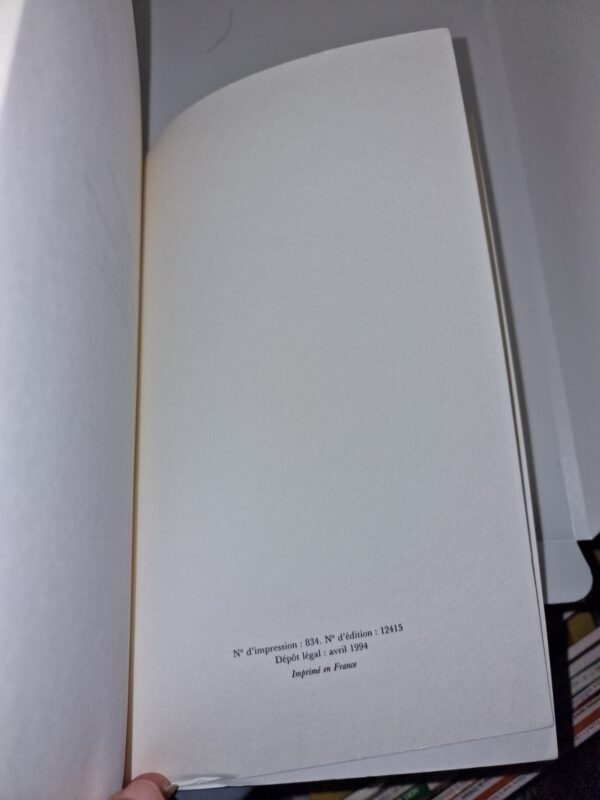 N° d'impression : 834. N° d'édition : 12415
Dépôt légal : avril 1994
Imprimé en France